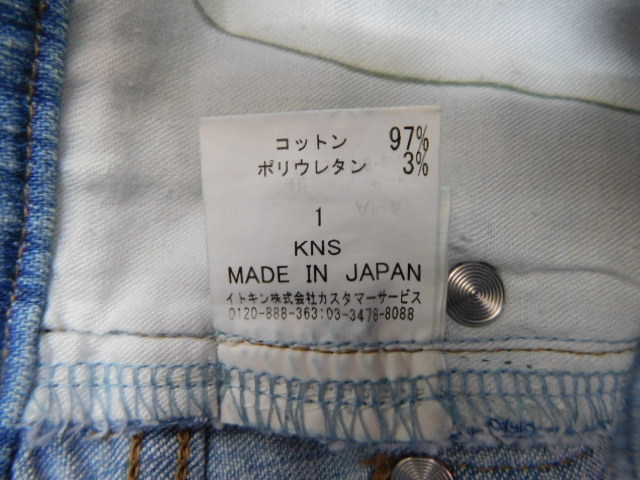 コットン 97%
ポリウレタン 3%
1
KNS
MADE IN JAPAN
イトキン株式会社カスタマーサービス
0120-888-363:03-3478-8088